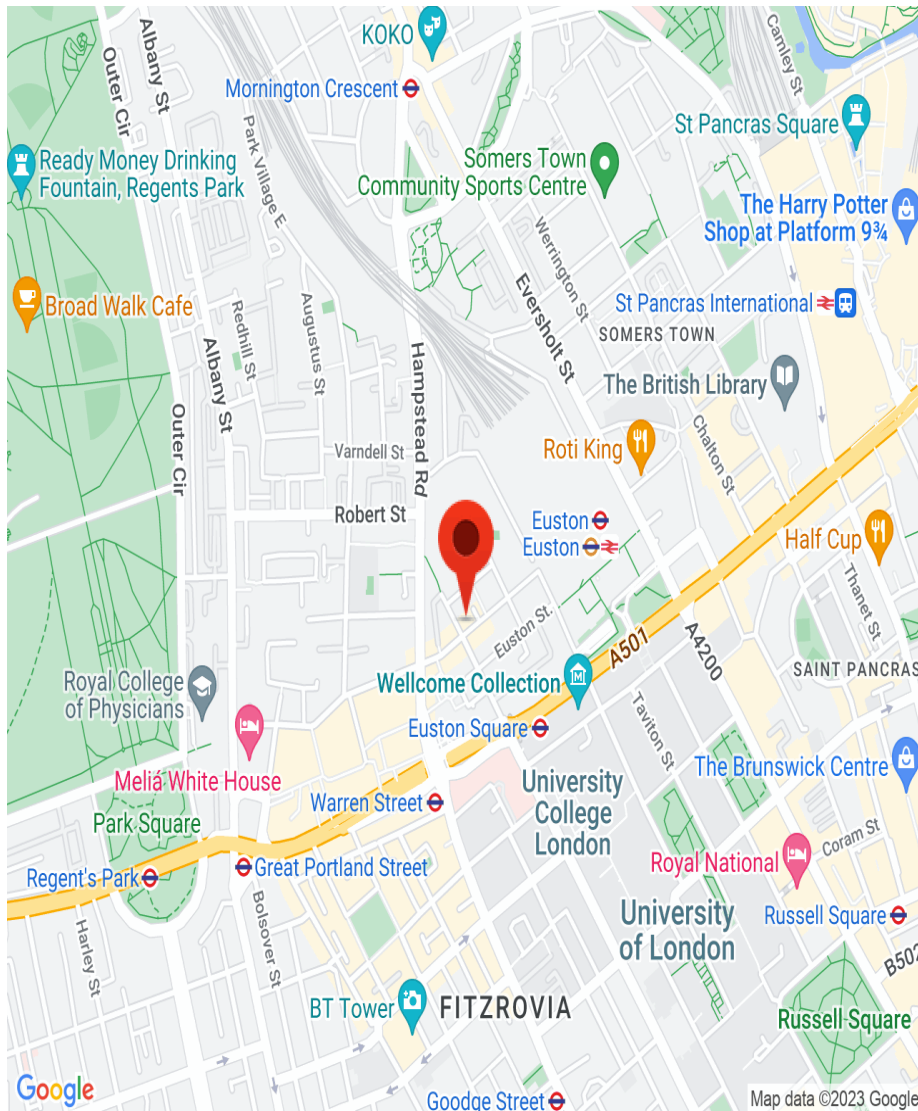 KOKO
Mornington Crescent
Albany St
Outer Cir
Park Village E
Camley St
St Pancras Square
Ready Money Drinking
Fountain, Regents Park
Somers Town
Community Sports Centre
The Harry Potter
Shop at Platform 9¾
Werrington St
Eversholt St
Broad Walk Cafe
Redhill St
Augustus St
St Pancras International
SOMERS TOWN
Albany St
Hampstead Rd
The British Library
Outer Cir
Varndell St
Roti King
Chalton St
Robert St
Euston
Euston
Half Cup
Thanet St
Euston St.
A501
A4200
Royal College
of Physicians
Wellcome Collection
SAINT PANCRAS
Euston Square
Taviton St
Meliá White House
The Brunswick Centre
Warren Street
University
College
London
Park Square
Coram St
Regent's Park
Great Portland Street
Royal National
Harley St
Bolsover St
University
of London
Russell Square
B502
BT Tower
FITZROVIA
Russell Square
Google
Goodge Street
Map data ©2023 Google